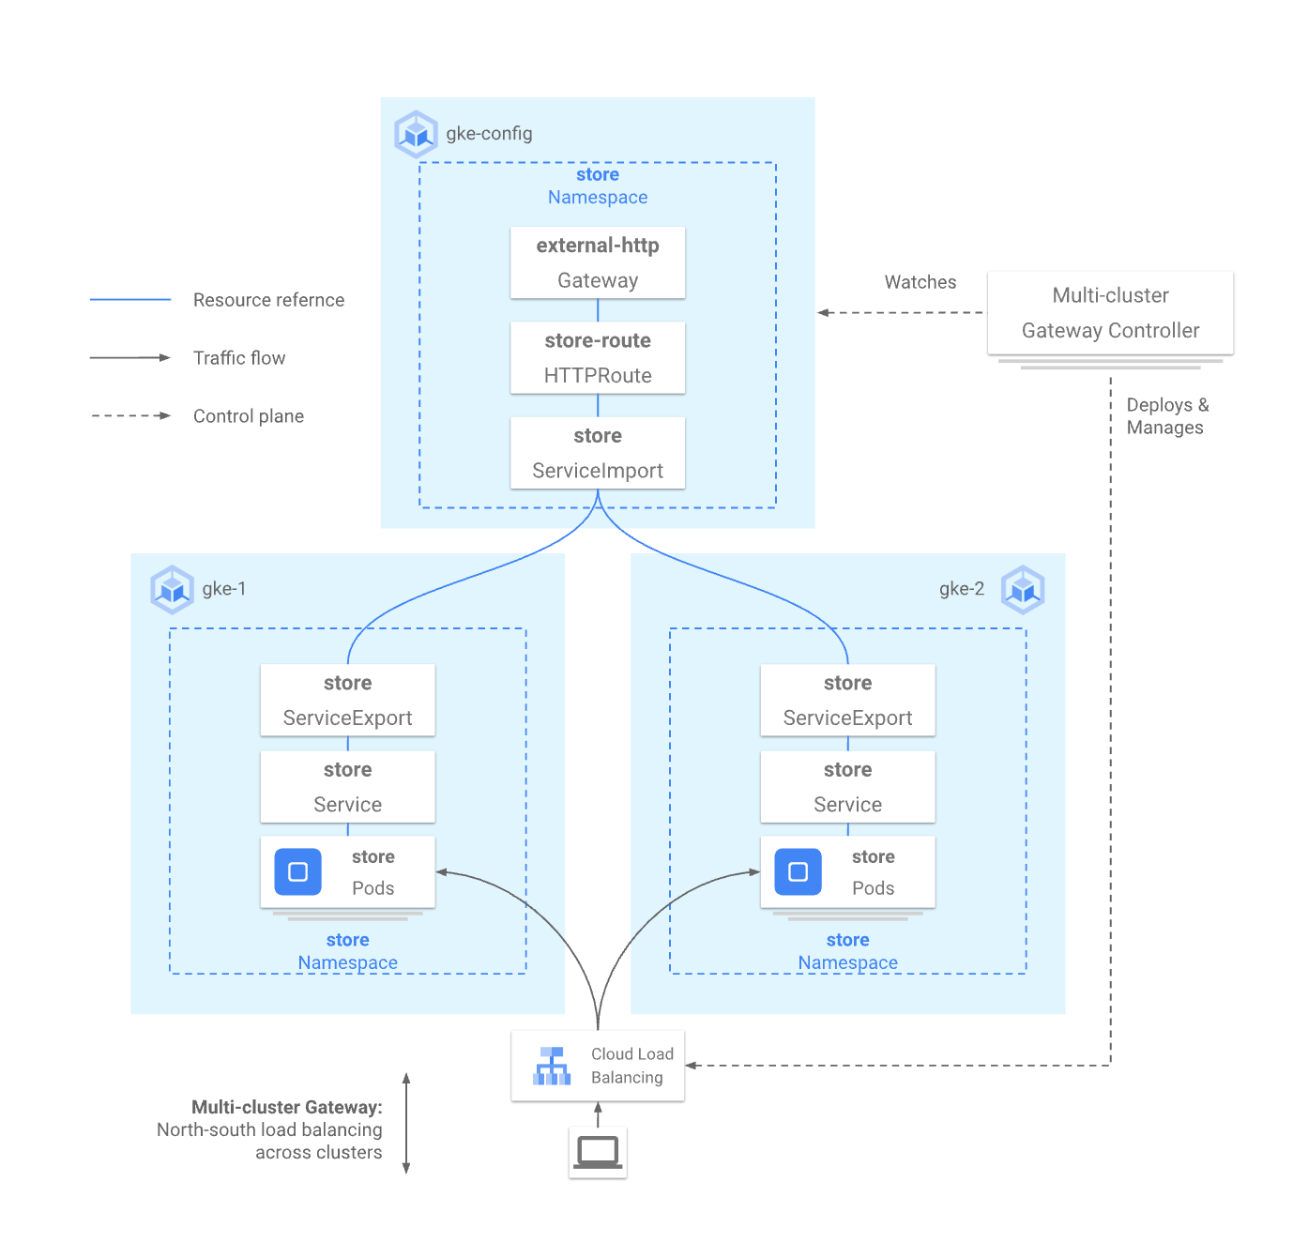 gke-config
store
Namespace
external-http
Gateway
store-route
HTTPRoute
store
ServiceImport
Resource refernce
Traffic flow
Control plane
Watches
Multi-cluster
Gateway Controller
Deploys &
Manages
gke-1
store
ServiceExport
store
Service
store
Pods
store
Namespace
gke-2
store
ServiceExport
store
Service
store
Pods
store
Namespace
Cloud Load
Balancing
Multi-cluster Gateway:
North-south load balancing
across clusters